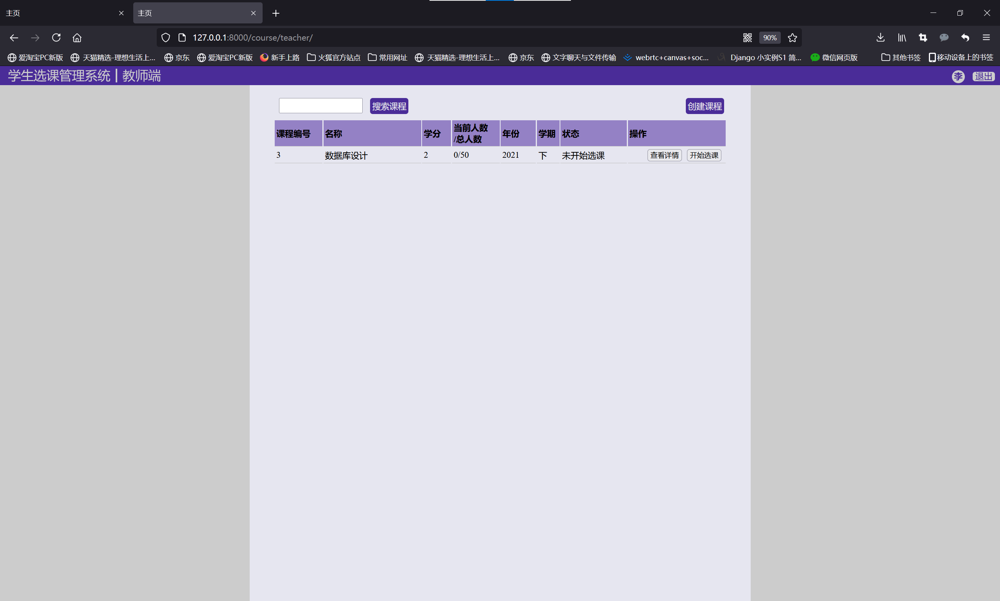 主页
主页
127.0.0.1:8000/course/teacher/
90%
爱淘宝PC新版 天猫精选-理想生活上... 京东 爱淘宝PC新版 新手上路 火狐官方站点 常用网址 天猫精选-理想生活上... 京东 文字聊天与文件传输 webrtc+canvas+soc... Django 小实例S1 简... 微信网页版 其他书签 移动设备上的书签
学生选课管理系统 | 教师端 李 退出
搜索课程 创建课程
课程编号 名称 学分 当前人数 年份 学期 状态 操作
/总人数
3 数据库设计 2 0/50 2021 下 未开始选课 查看详情 开始选课